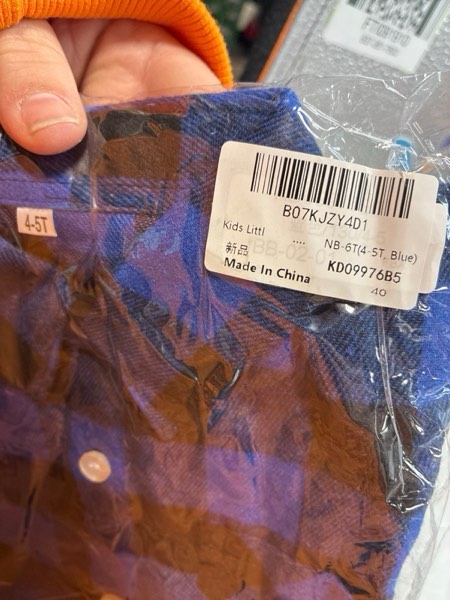 4-5T
B07KJZY4D1
Kids Littl .... NB-6T(4-5T, Blue)
新品
Made In China KD09976B5
40